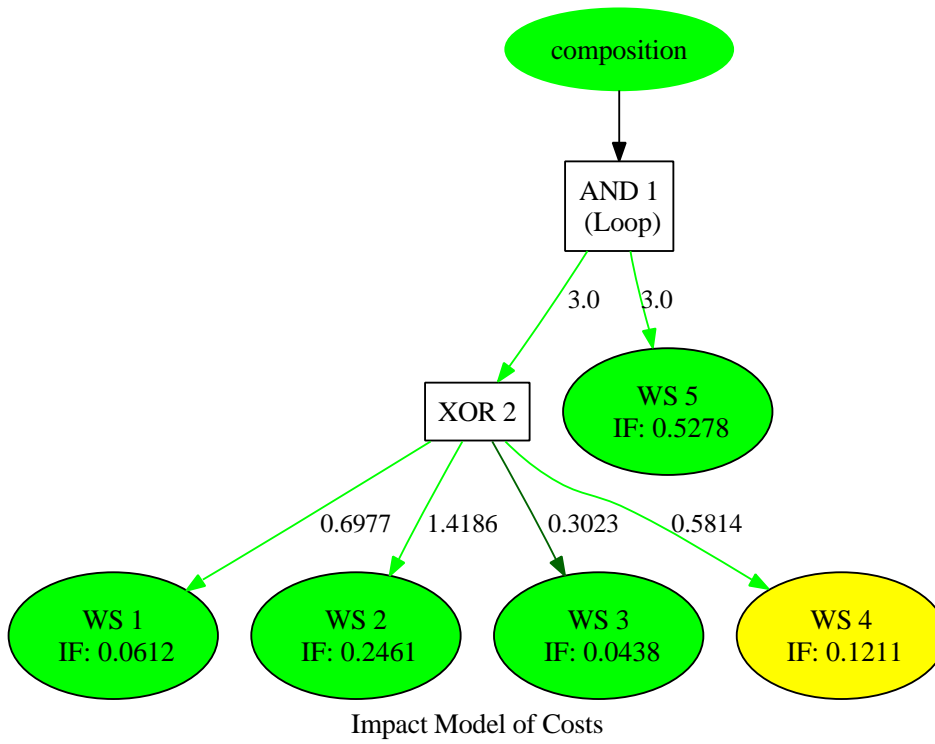 composition
AND 1
(Loop)
3.0
3.0
WS 5
IF: 0.5278
XOR 2
0.6977
1.4186
0.3023
0.5814
WS 1
IF: 0.0612
WS 2
IF: 0.2461
WS 3
IF: 0.0438
WS 4
IF: 0.1211
Impact Model of Costs